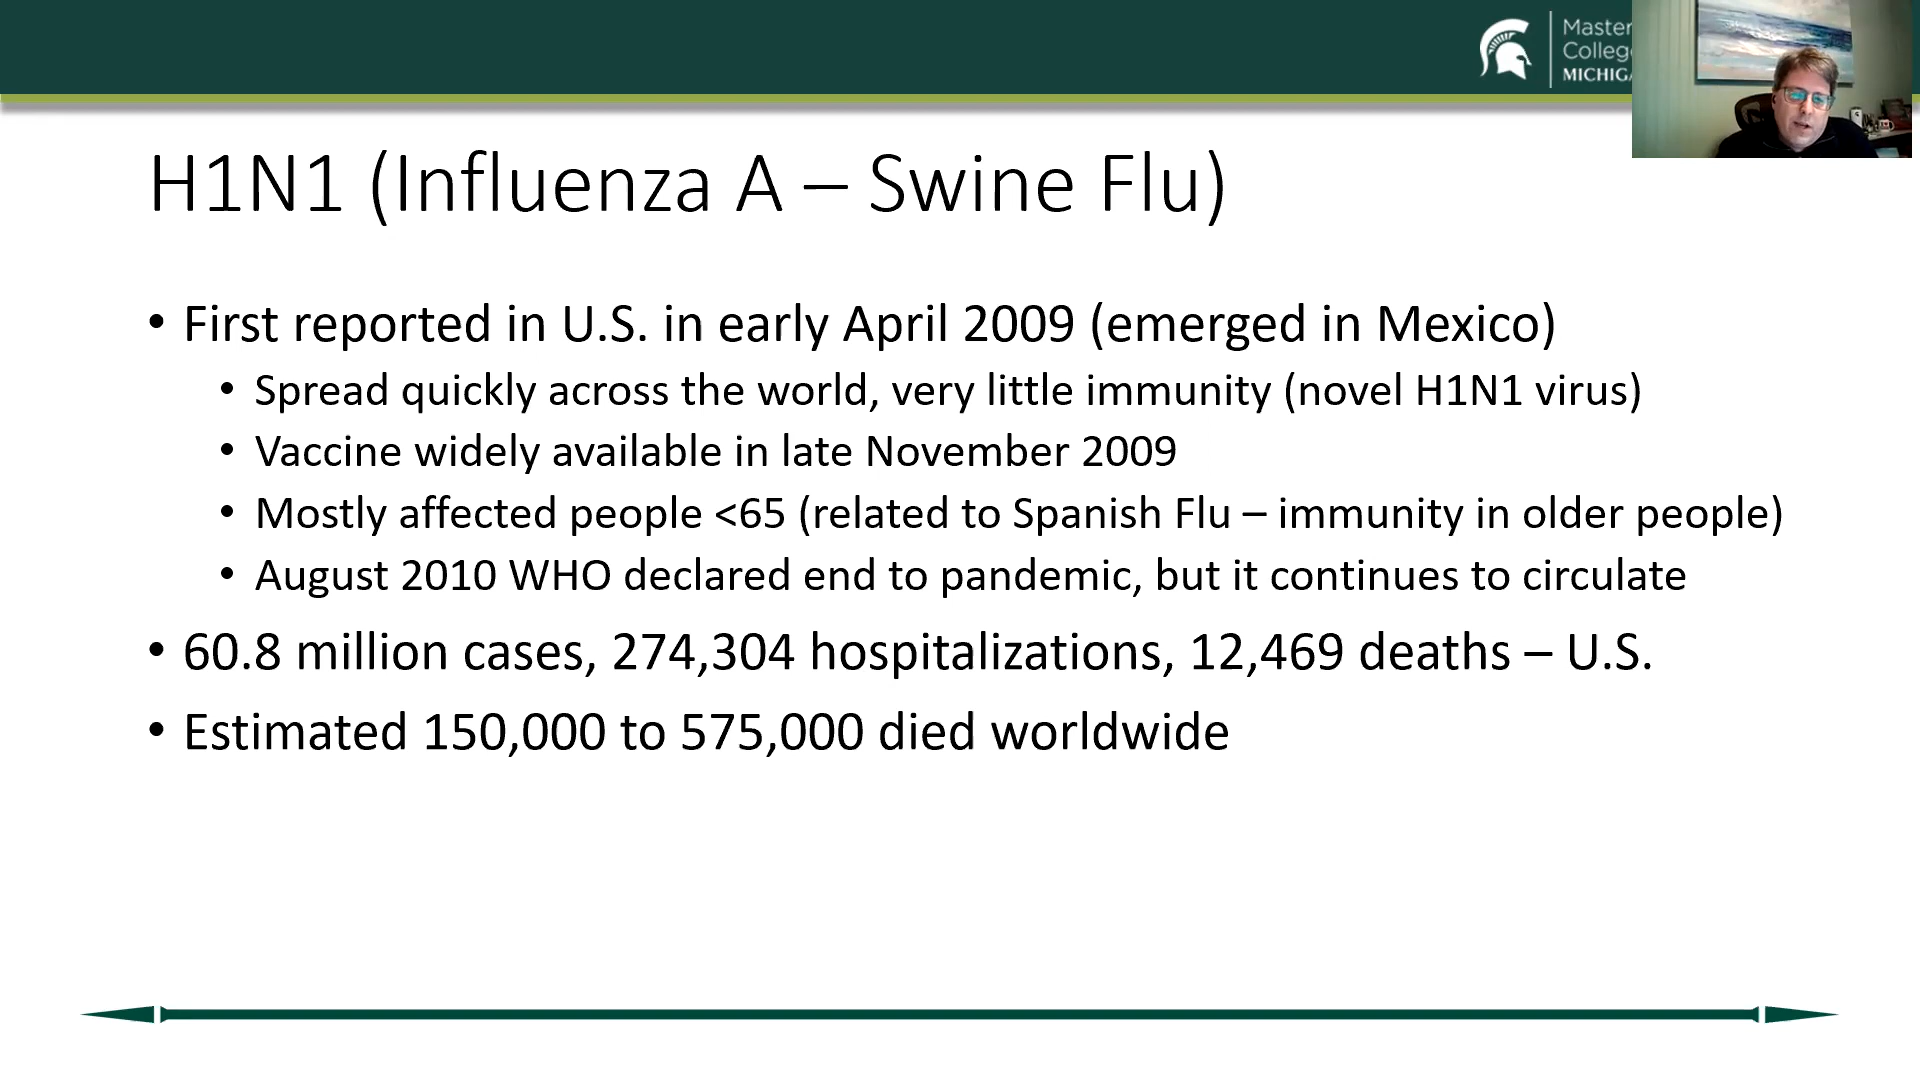 Master
College
MICHIGA
H1N1 (Influenza A – Swine Flu)
• First reported in U.S. in early April 2009 (emerged in Mexico)
• Spread quickly across the world, very little immunity (novel H1N1 virus)
• Vaccine widely available in late November 2009
• Mostly affected people <65 (related to Spanish Flu – immunity in older people)
• August 2010 WHO declared end to pandemic, but it continues to circulate
• 60.8 million cases, 274,304 hospitalizations, 12,469 deaths – U.S.
• Estimated 150,000 to 575,000 died worldwide